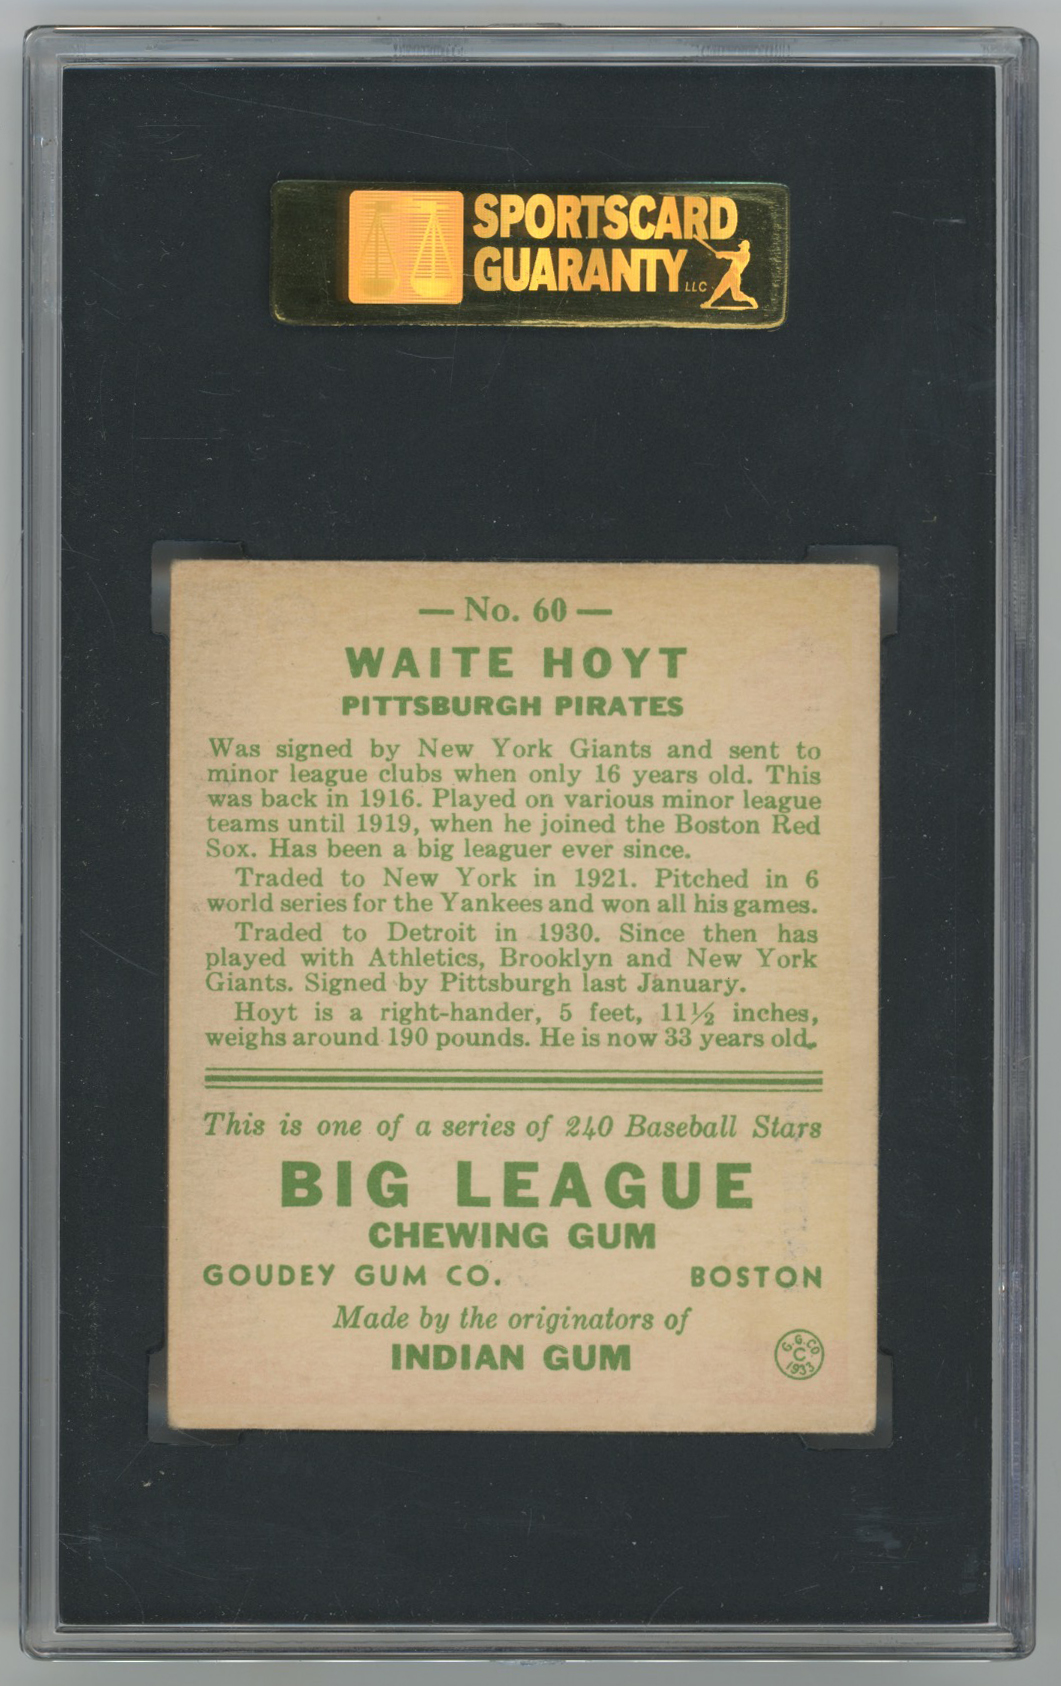 SPORTSCARD
GUARANTY LLC
— No. 60 —
WAITE HOYT
PITTSBURGH PIRATES
Was signed by New York Giants and sent to
minor league clubs when only 16 years old. This
was back in 1916. Played on various minor league
teams until 1919, when he joined the Boston Red
Sox. Has been a big leaguer ever since.
Traded to New York in 1921. Pitched in 6
world series for the Yankees and won all his games.
Traded to Detroit in 1930. Since then has
played with Athletics, Brooklyn and New York
Giants. Signed by Pittsburgh last January.
Hoyt is a right-hander, 5 feet, 11½ inches,
weighs around 190 pounds. He is now 33 years old.
This is one of a series of 240 Baseball Stars
BIG LEAGUE
CHEWING GUM
GOUDEY GUM CO. BOSTON
Made by the originators of
INDIAN GUM
G.G.CO.
C
1933